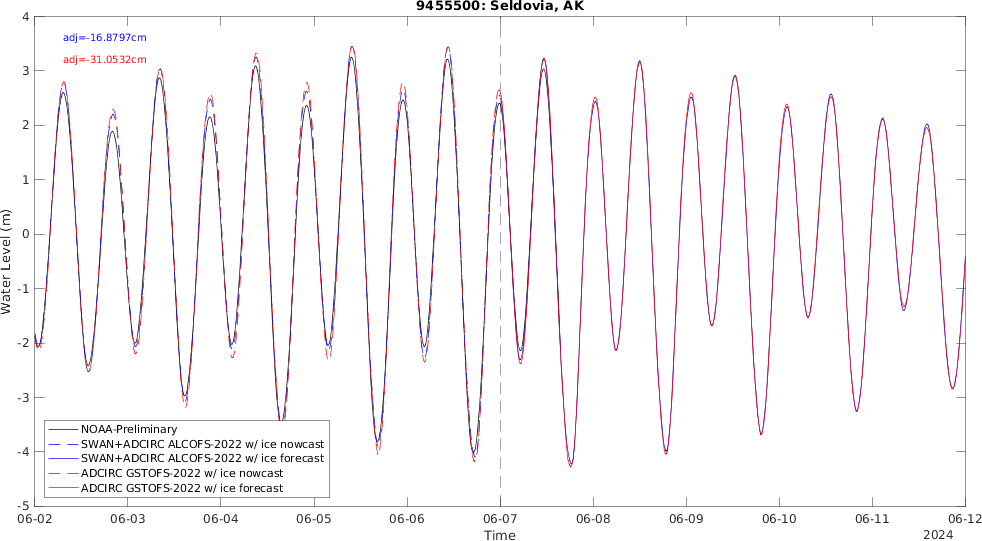 9455500: Seldovia, AK
adj=-16.8797cm
adj=-31.0532cm
4
3
2
1
0
-1
-2
-3
-4
-5
Water Level (m)
NOAA-Preliminary
SWAN+ADCIRC ALCOFS-2022 w/ ice nowcast
SWAN+ADCIRC ALCOFS-2022 w/ ice forecast
ADCIRC GSTOFS-2022 w/ ice nowcast
ADCIRC GSTOFS-2022 w/ ice forecast
06-02 06-03 06-04 06-05 06-06 06-07 06-08 06-09 06-10 06-11 06-12
Time
2024